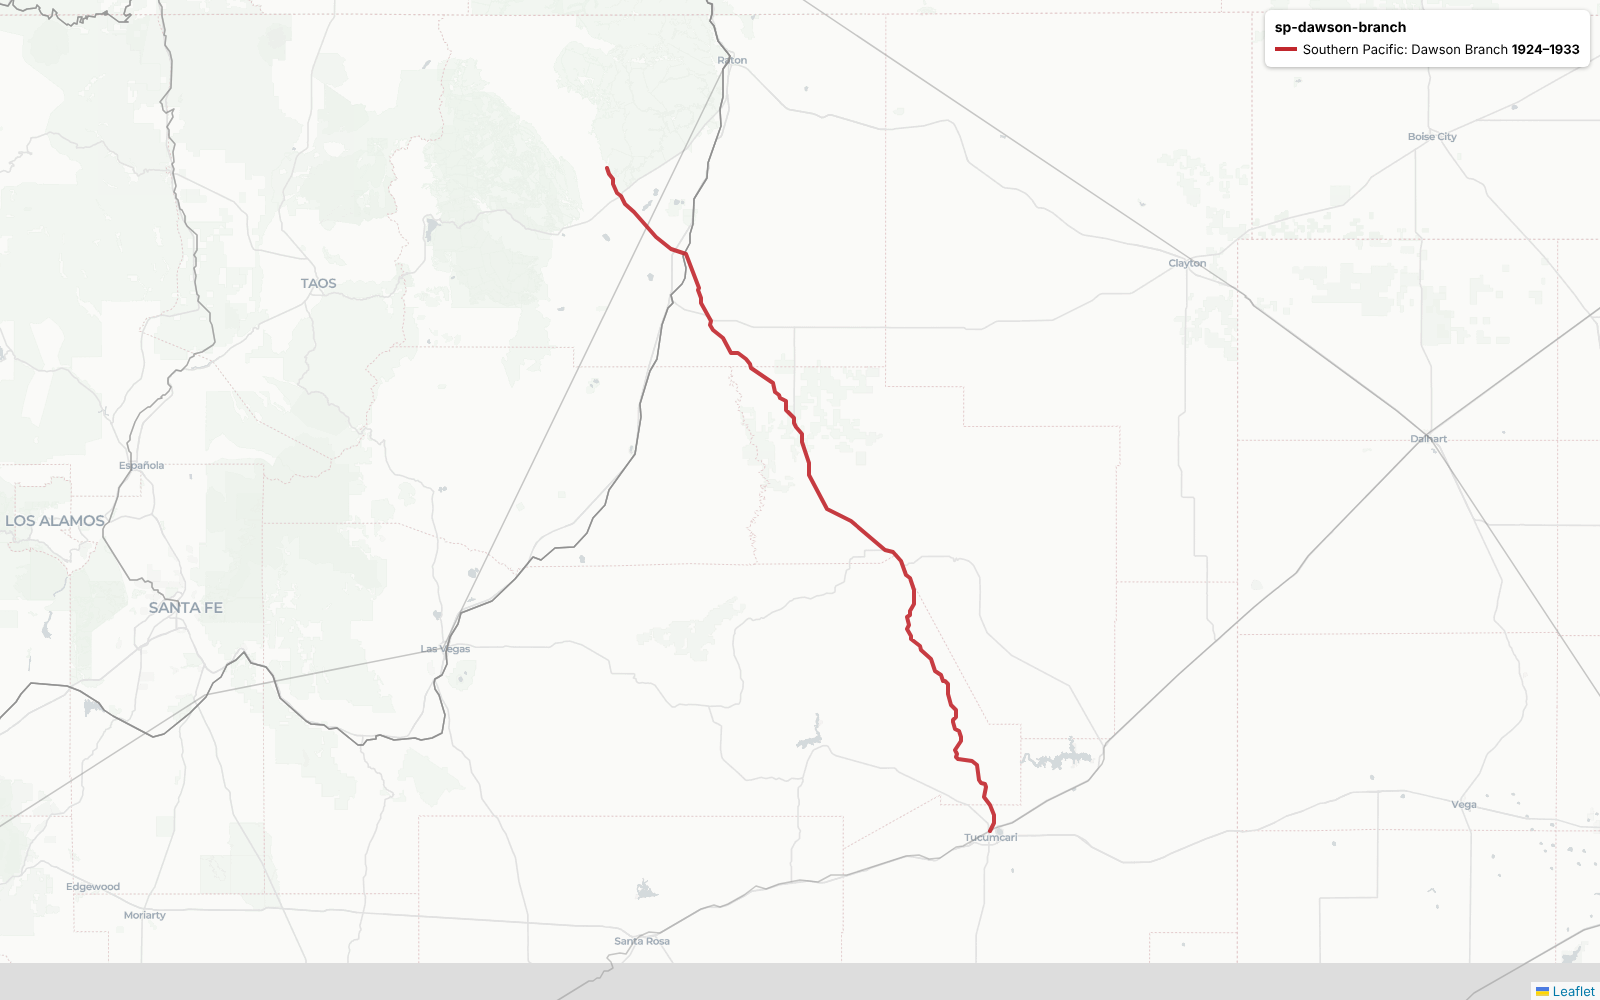 sp-dawson-branch
Southern Pacific: Dawson Branch 1924–1933
Raton
Boise City
Clayton
TAOS
Dalhart
Española
LOS ALAMOS
SANTA FE
Las Vegas
Vega
Tucumcari
Edgewood
Moriarty
Santa Rosa
Leaflet